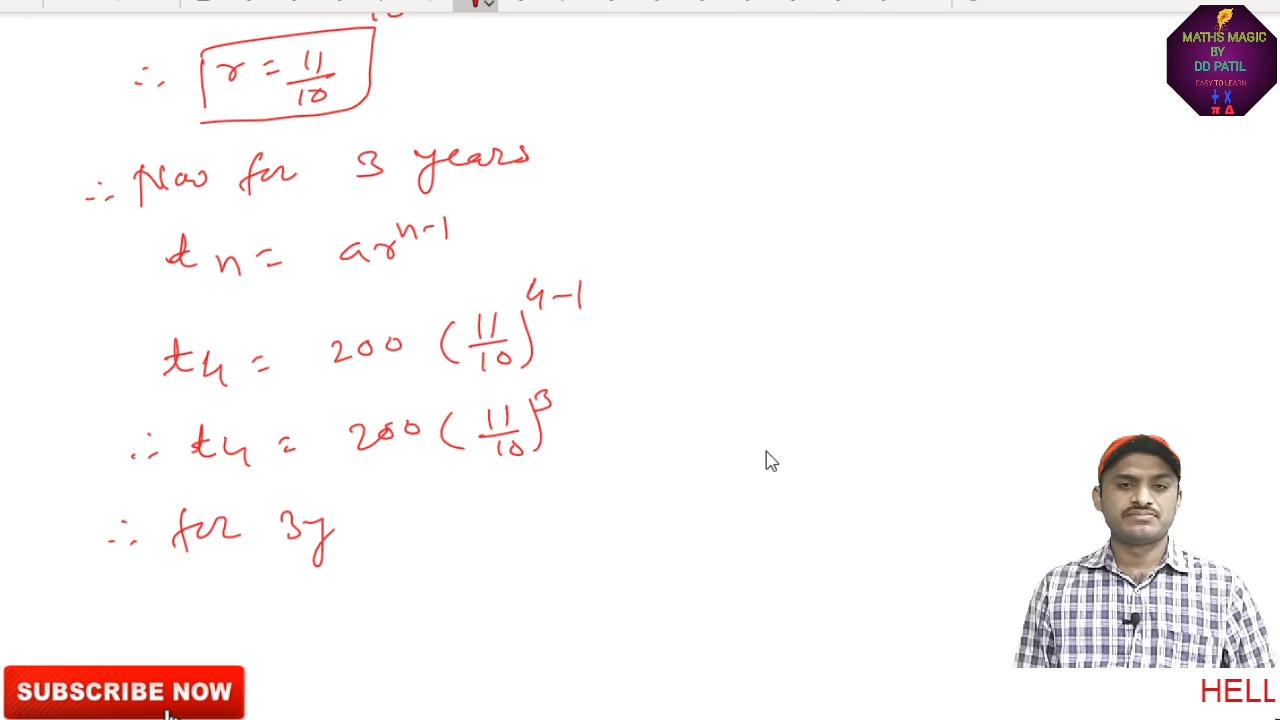 ∴ r = 11/10
∴ Now for 3 years
tn = ar^n-1
t4 = 200 (11/10)^4-1
∴ t4 = 200 (11/10)^3
∴ for 3y
MATHS MAGIC
BY
DD PATIL
EASY TO LEARN
+ X
π Δ
SUBSCRIBE NOW
HELL